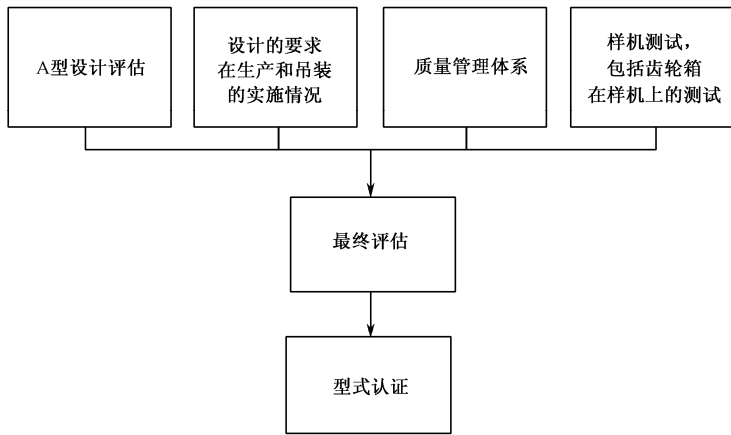 A型设计评估
设计的要求
在生产和吊装
的实施情况
质量管理体系
样机测试，
包括齿轮箱
在样机上的测试
最终评估
型式认证